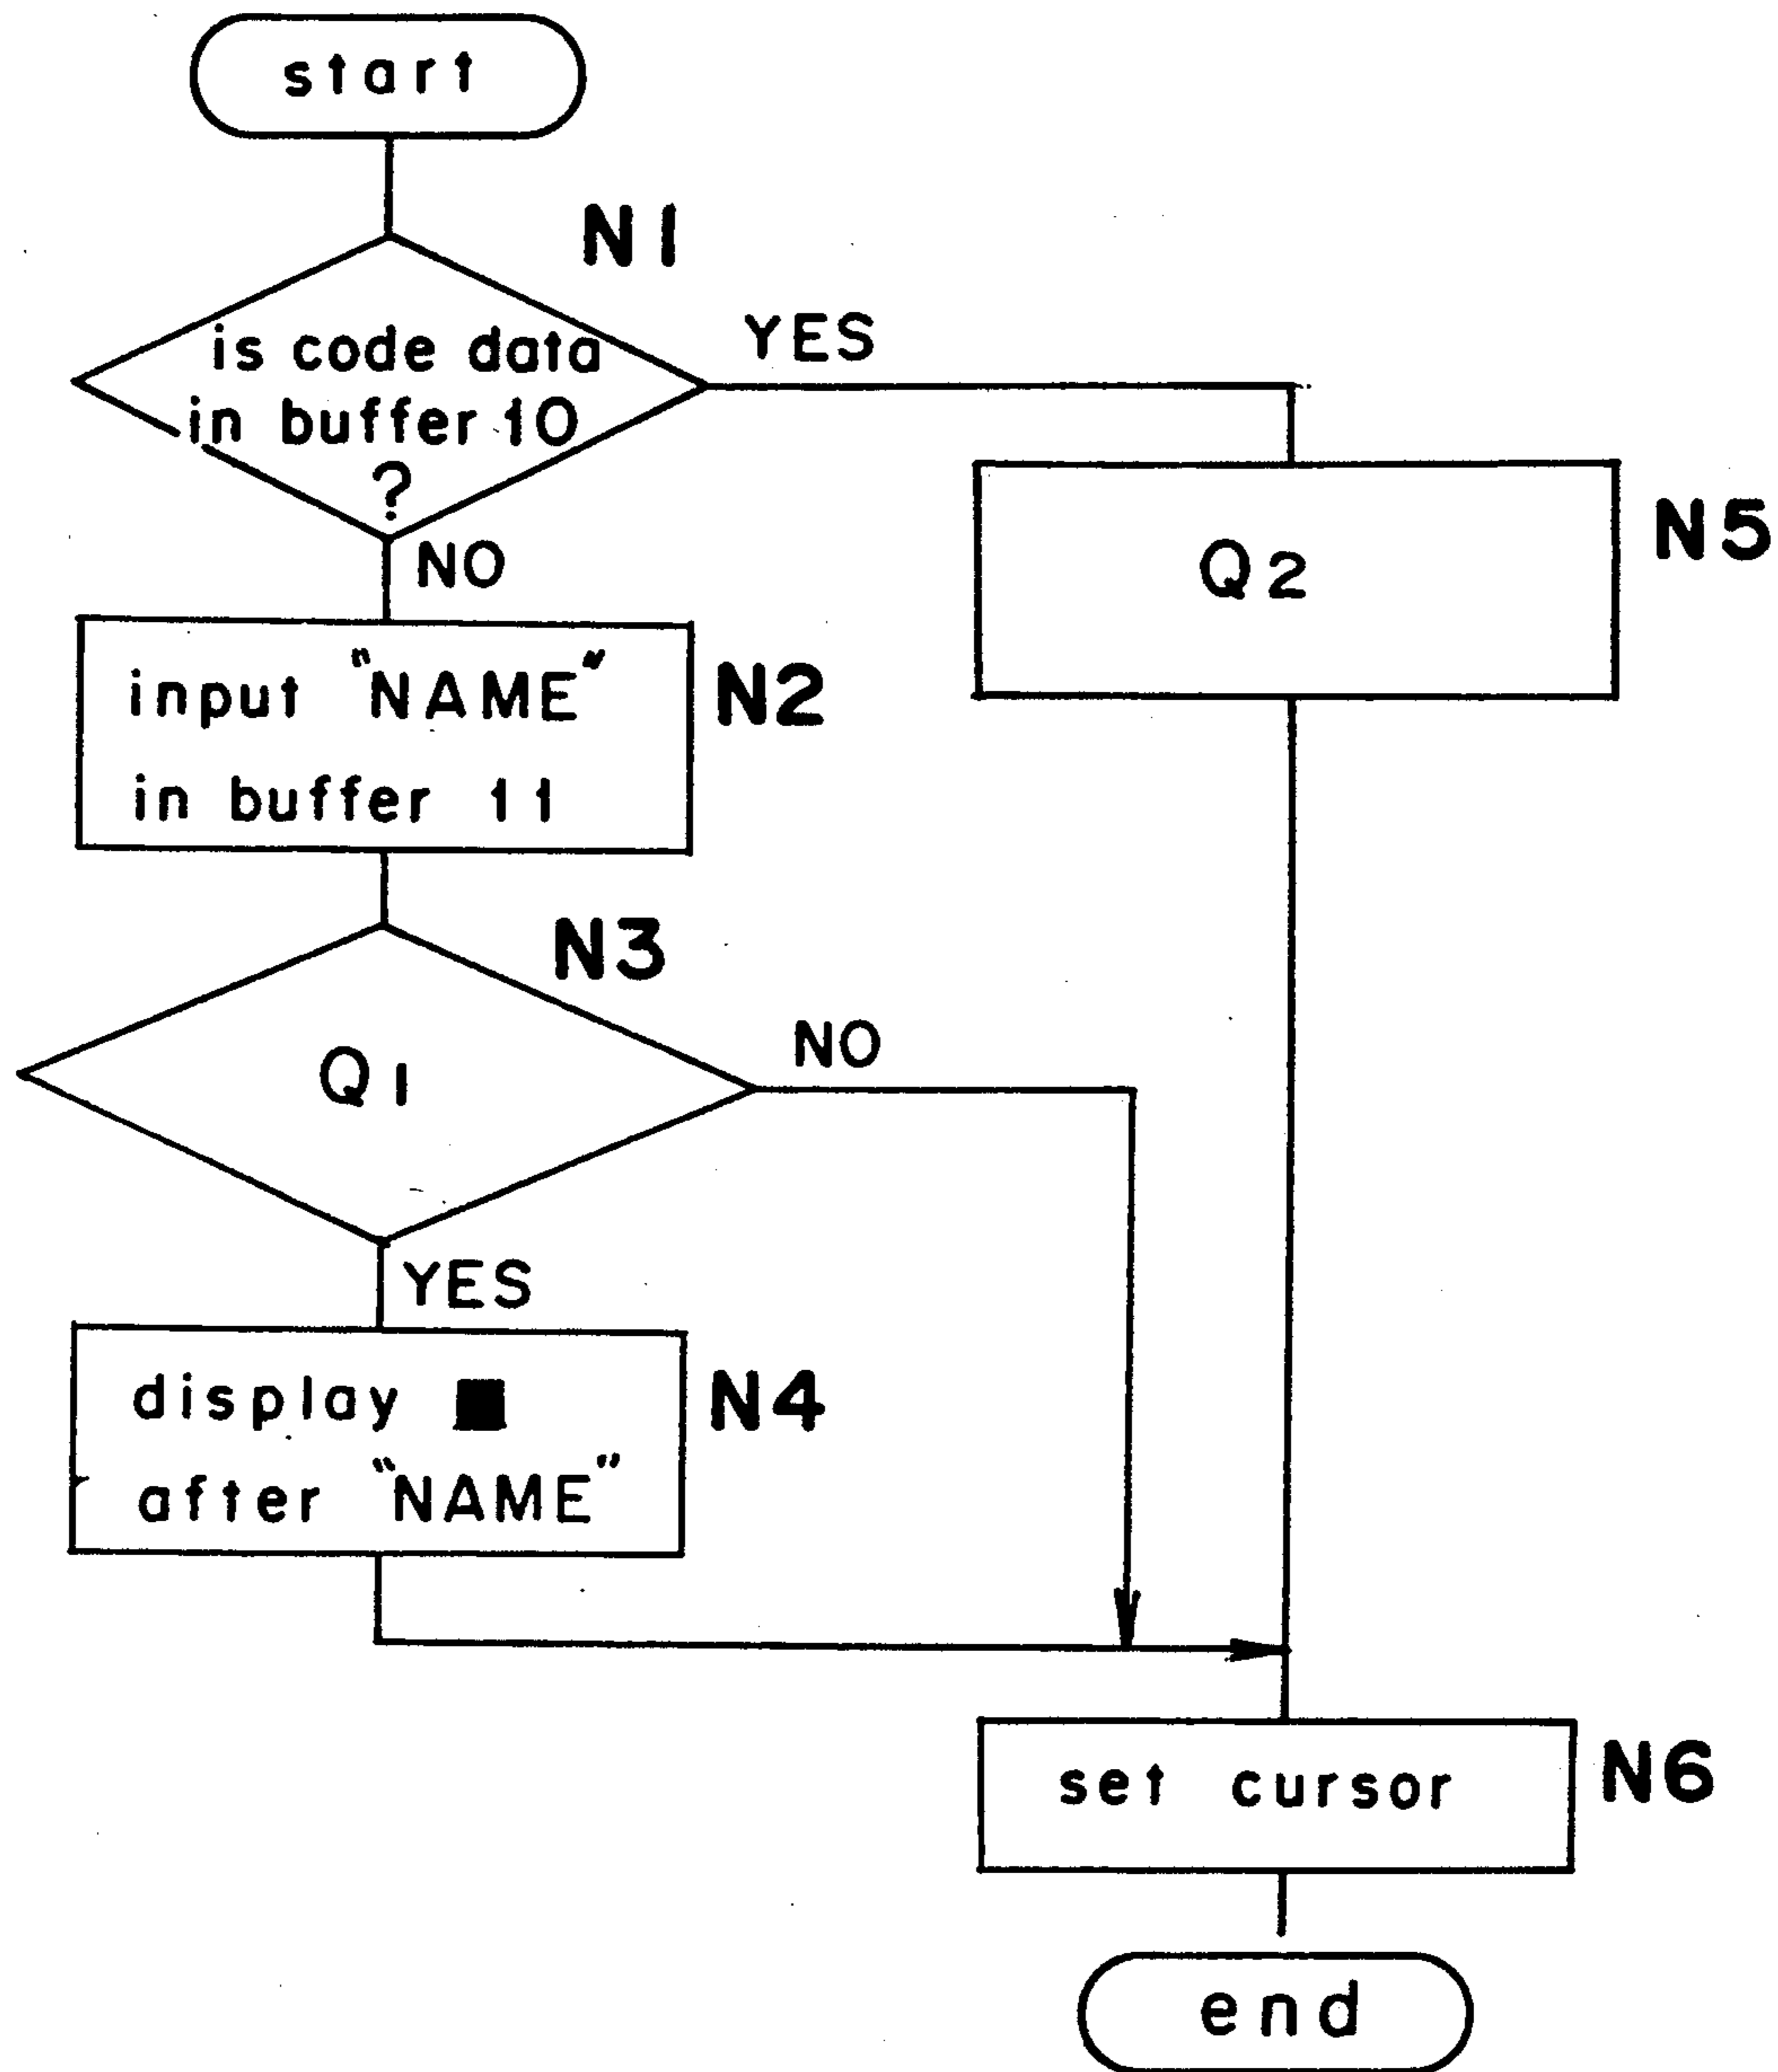 start
N1
is code data
in buffer 10
?
YES
NO
input "NAME"
in buffer 11
N2
Q2
N5
N3
Q1
NO
YES
display ■
after "NAME"
N4
set cursor
N6
end